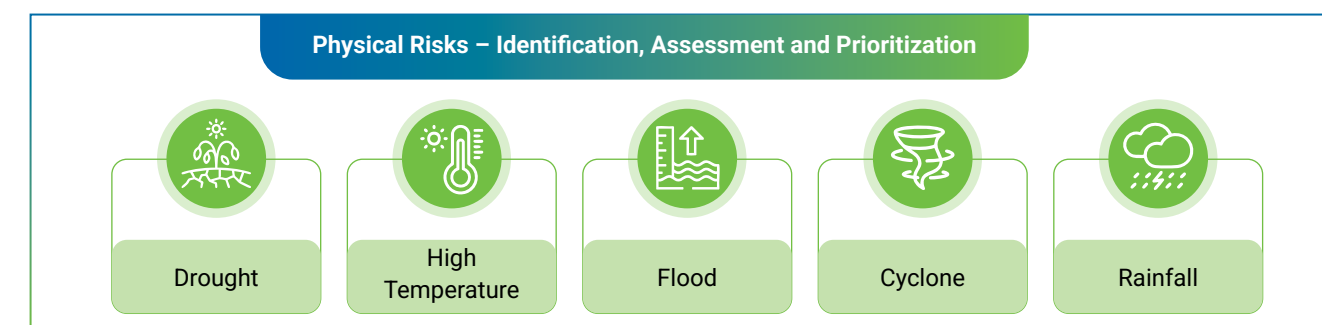 Physical Risks – Identification, Assessment and Prioritization
Drought
High
Temperature
Flood
Cyclone
Rainfall